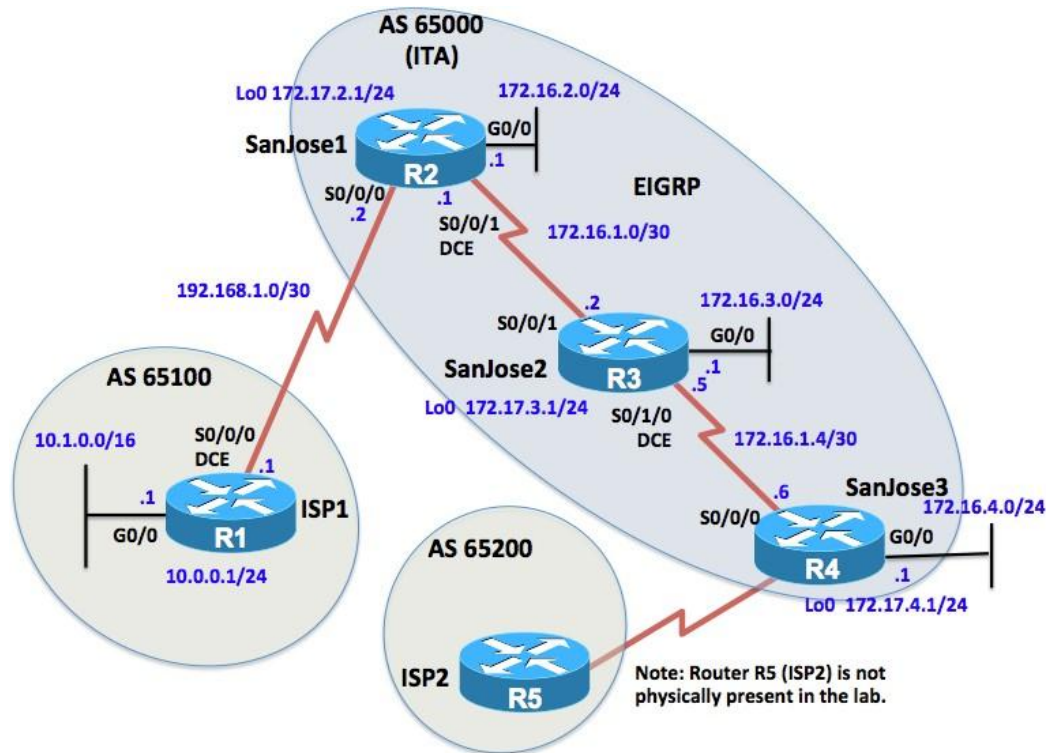 AS 65000
(ITA)
Lo0 172.17.2.1/24
172.16.2.0/24
G0/0
SanJose1
R2
.1
EIGRP
S0/0/0
.2
.1
S0/0/1
DCE
172.16.1.0/30
192.168.1.0/30
.2
172.16.3.0/24
S0/0/1
G0/0
SanJose2
R3
.1
.5
Lo0 172.17.3.1/24
S0/1/0
DCE
172.16.1.4/30
AS 65100
10.1.0.0/16
S0/0/0
DCE
.1
.1
ISP1
G0/0
R1
10.0.0.1/24
.6
SanJose3
S0/0/0
172.16.4.0/24
G0/0
R4
.1
Lo0 172.17.4.1/24
AS 65200
ISP2
R5
Note: Router R5 (ISP2) is not
physically present in the lab.